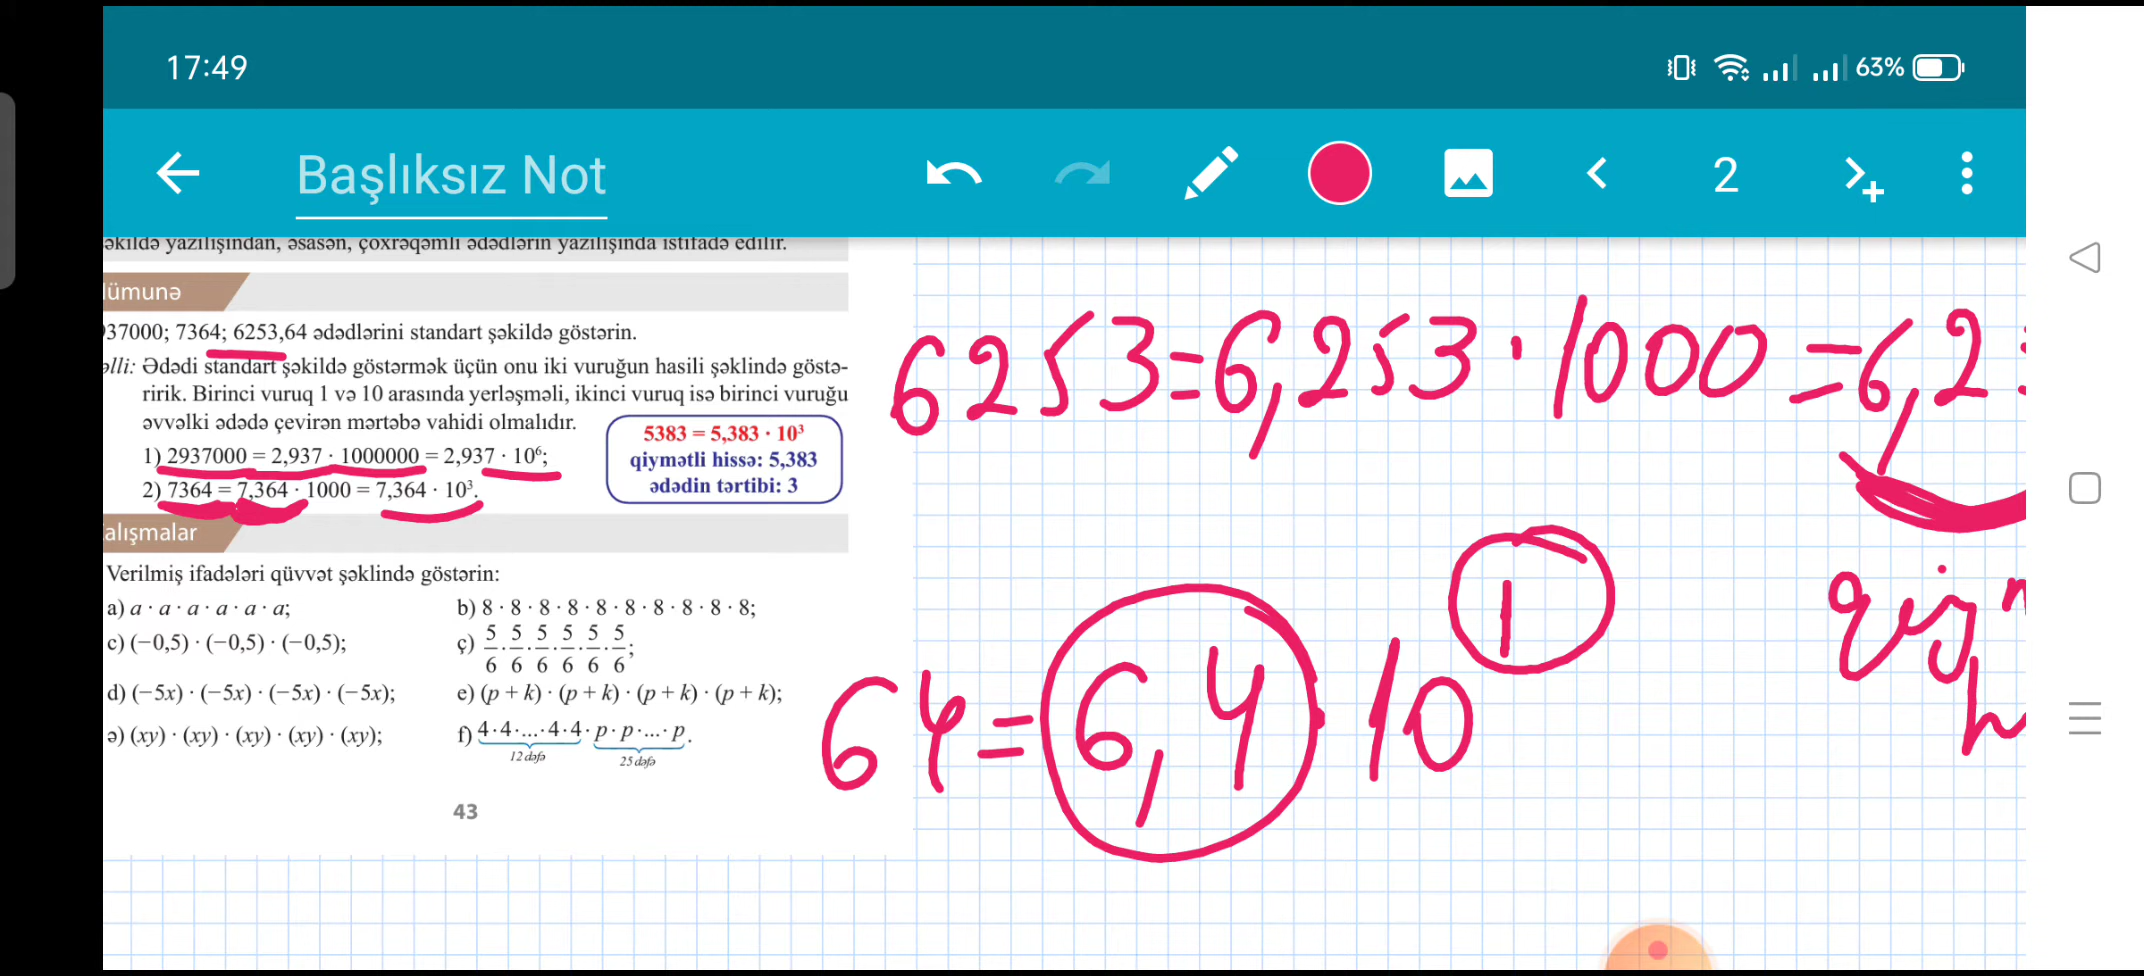 17:49
63%
Başlıksız Not
2
əkildə yazılışından, əsasən, çoxrəqəmli ədədlərin yazılışında istifadə edilir.
ümunə
37000; 7364; 6253,64 ədədlərini standart şəkildə göstərin.
əlli: Ədədi standart şəkildə göstərmək üçün onu iki vuruğun hasili şəklində göstə-
ririk. Birinci vuruq 1 və 10 arasında yerləşməli, ikinci vuruq isə birinci vuruğu
əvvəlki ədədə çevirən mərtəbə vahidi olmalıdır.
1) 2937000 = 2,937 · 1000000 = 2,937 · 10⁶;
2) 7364 = 7,364 · 1000 = 7,364 · 10³.
5383 = 5,383 · 10³
qiymətli hissə: 5,383
ədədin tərtibi: 3
alışmalar
Verilmiş ifadələri qüvvət şəklində göstərin:
a) a · a · a · a · a · a;
b) 8 · 8 · 8 · 8 · 8 · 8 · 8 · 8 · 8 · 8;
c) (−0,5) · (−0,5) · (−0,5);
ç) 5/6 · 5/6 · 5/6 · 5/6 · 5/6 · 5/6;
d) (−5x) · (−5x) · (−5x) · (−5x);
e) (p + k) · (p + k) · (p + k) · (p + k);
ə) (xy) · (xy) · (xy) · (xy) · (xy);
f) 4·4·...·4·4 · p·p·...·p.
12 dəfə
25 dəfə
43
6253=6,253·1000=6,2
64=6,4·10¹